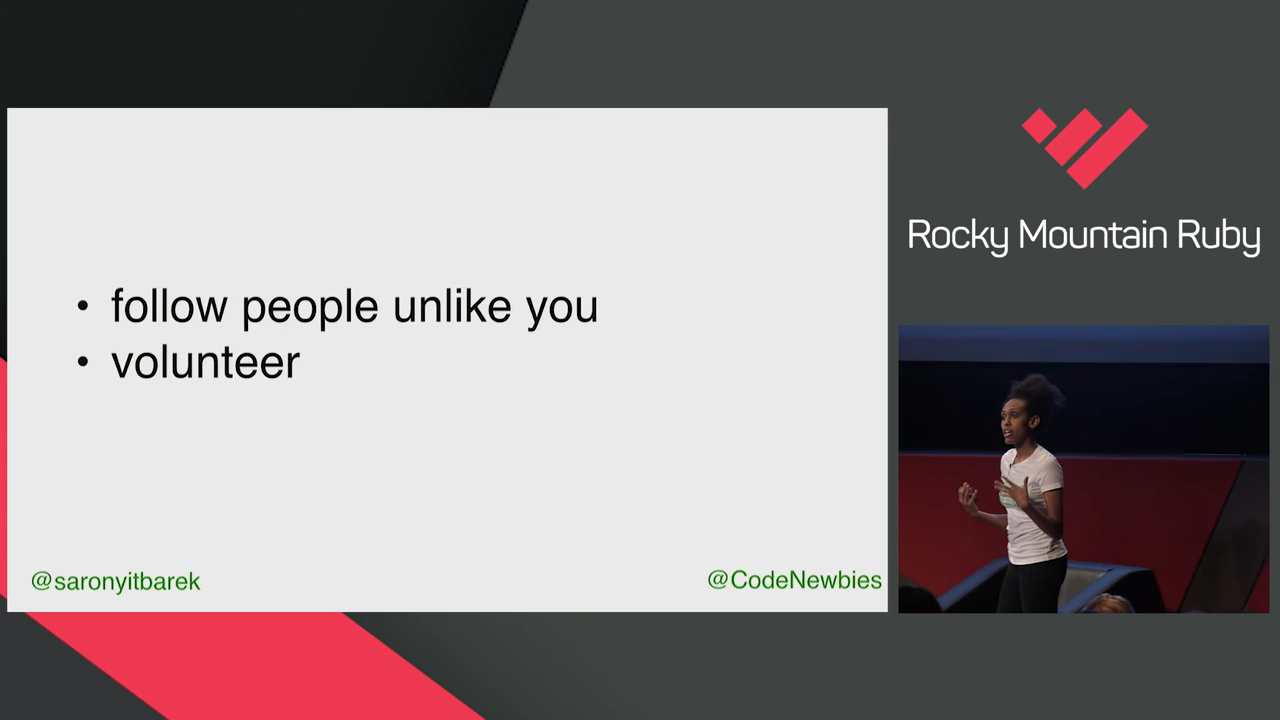 Rocky Mountain Ruby
• follow people unlike you
• volunteer
@saronyitbarek
@CodeNewbies